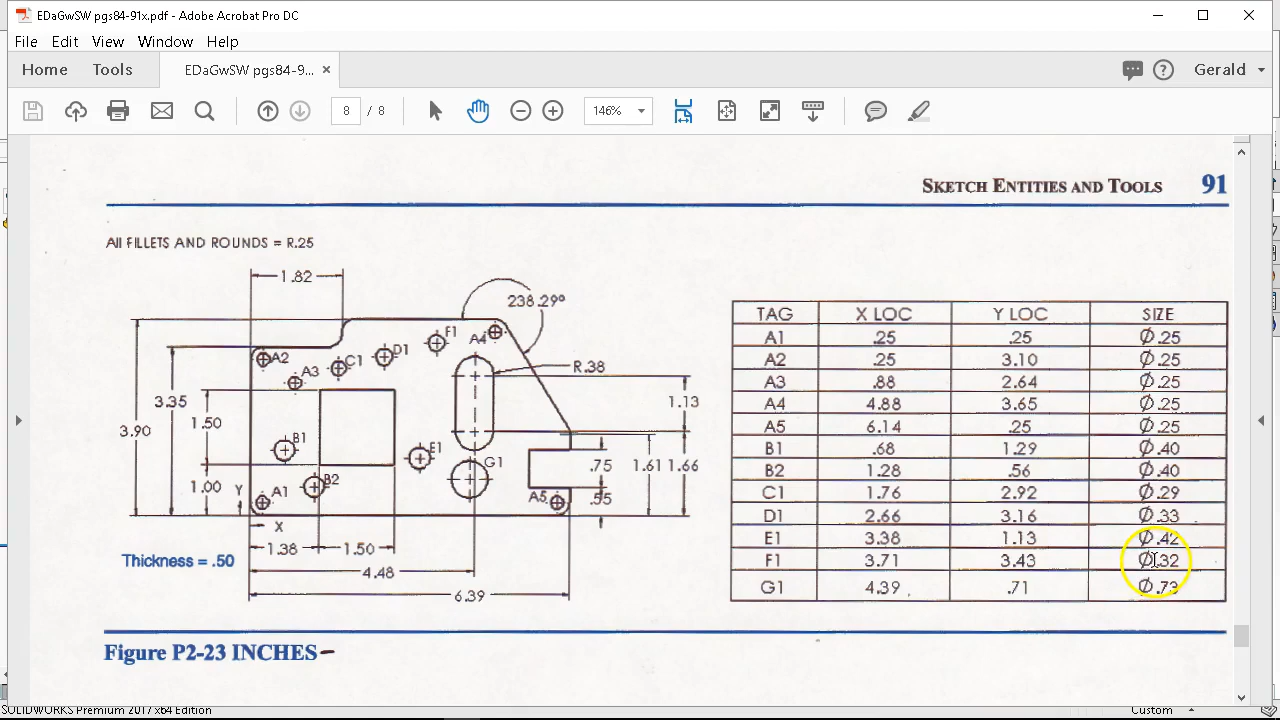 EDaGwSW pgs84-91x.pdf - Adobe Acrobat Pro DC
File Edit View Window Help
Home Tools EDaGwSW pgs84-9... × Gerald
8 / 8 146%
SKETCH ENTITIES AND TOOLS 91
All FILLETS AND ROUNDS = R.25
1.82
238.29°
F1
A4
A2
C1
D1
A3
R.38
3.35
1.50
1.13
3.90
B1
E1
G1
.75
1.61
1.66
1.00
Y
A1
B2
A5
.55
X
Thickness = .50
1.38
1.50
4.48
6.39
TAG X LOC Y LOC SIZE
A1 .25 .25 Ø.25
A2 .25 3.10 Ø.25
A3 .88 2.64 Ø.25
A4 4.88 3.65 Ø.25
A5 6.14 .25 Ø.25
B1 .68 1.29 Ø.40
B2 1.28 .56 Ø.40
C1 1.76 2.92 Ø.29
D1 2.66 3.16 Ø.33
E1 3.38 1.13 Ø.42
F1 3.71 3.43 Ø.32
G1 4.39 .71 Ø.73
Figure P2-23 INCHES-
SOLIDWORKS Premium 2017 x64 Edition Custom